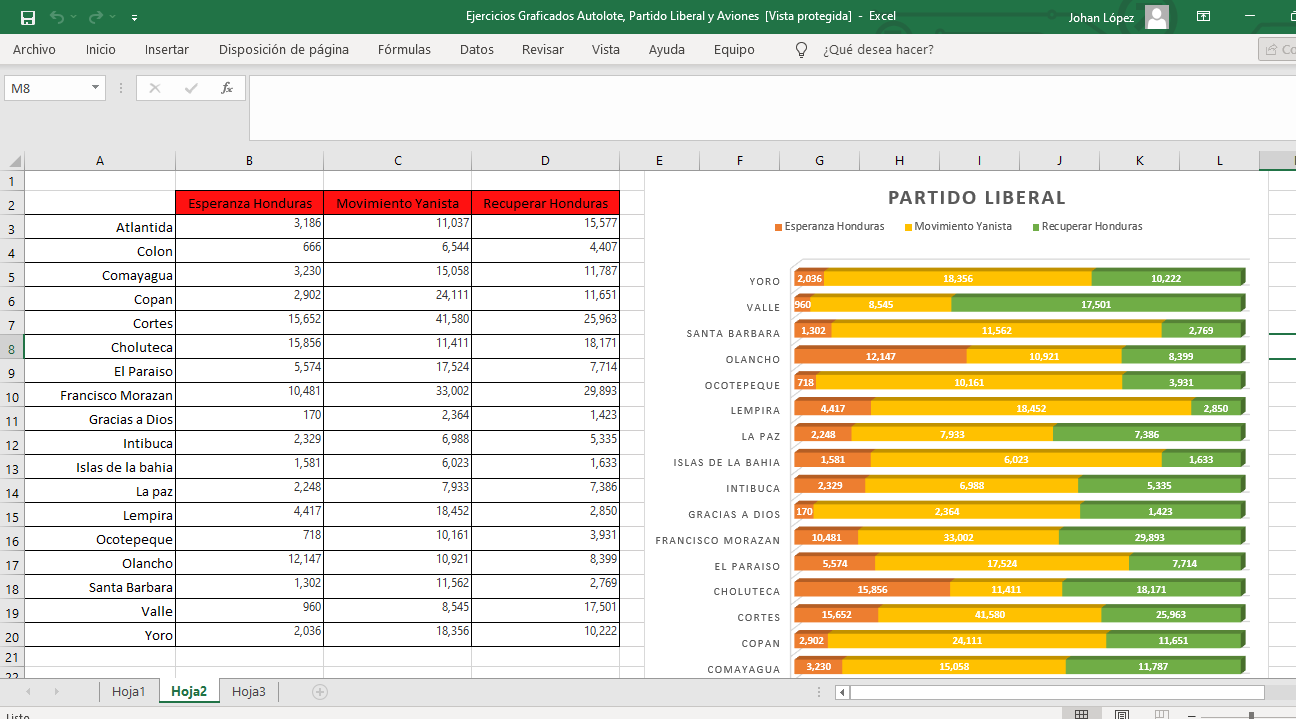 Ejercicios Graficados Autolote, Partido Liberal y Aviones [Vista protegida] - Excel
Johan López
Archivo Inicio Insertar Disposición de página Fórmulas Datos Revisar Vista Ayuda Equipo ¿Qué desea hacer? Co
M8 fx
A B C D E F G H I J K L
1
2 Esperanza Honduras Movimiento Yanista Recuperar Honduras
3 Atlantida 3,186 11,037 15,577
4 Colon 666 6,544 4,407
5 Comayagua 3,230 15,058 11,787
6 Copan 2,902 24,111 11,651
7 Cortes 15,652 41,580 25,963
8 Choluteca 15,856 11,411 18,171
9 El Paraiso 5,574 17,524 7,714
10 Francisco Morazan 10,481 33,002 29,893
11 Gracias a Dios 170 2,364 1,423
12 Intibuca 2,329 6,988 5,335
13 Islas de la bahia 1,581 6,023 1,633
14 La paz 2,248 7,933 7,386
15 Lempira 4,417 18,452 2,850
16 Ocotepeque 718 10,161 3,931
17 Olancho 12,147 10,921 8,399
18 Santa Barbara 1,302 11,562 2,769
19 Valle 960 8,545 17,501
20 Yoro 2,036 18,356 10,222
21
22
PARTIDO LIBERAL
Esperanza Honduras Movimiento Yanista Recuperar Honduras
YORO 2,036 18,356 10,222
VALLE 960 8,545 17,501
SANTA BARBARA 1,302 11,562 2,769
OLANCHO 12,147 10,921 8,399
OCOTEPEQUE 718 10,161 3,931
LEMPIRA 4,417 18,452 2,850
LA PAZ 2,248 7,933 7,386
ISLAS DE LA BAHIA 1,581 6,023 1,633
INTIBUCA 2,329 6,988 5,335
GRACIAS A DIOS 170 2,364 1,423
FRANCISCO MORAZAN 10,481 33,002 29,893
EL PARAISO 5,574 17,524 7,714
CHOLUTECA 15,856 11,411 18,171
CORTES 15,652 41,580 25,963
COPAN 2,902 24,111 11,651
COMAYAGUA 3,230 15,058 11,787
Hoja1 Hoja2 Hoja3
Listo